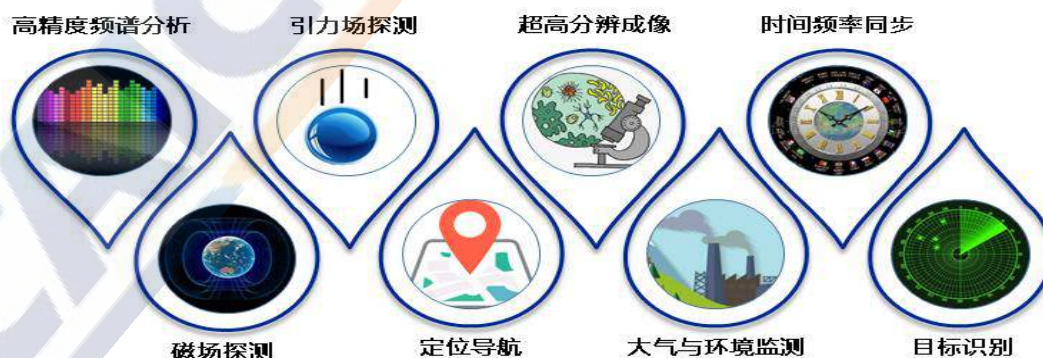 高精度频谱分析
引力场探测
超高分辨成像
时间频率同步
磁场探测
定位导航
大气与环境监测
目标识别